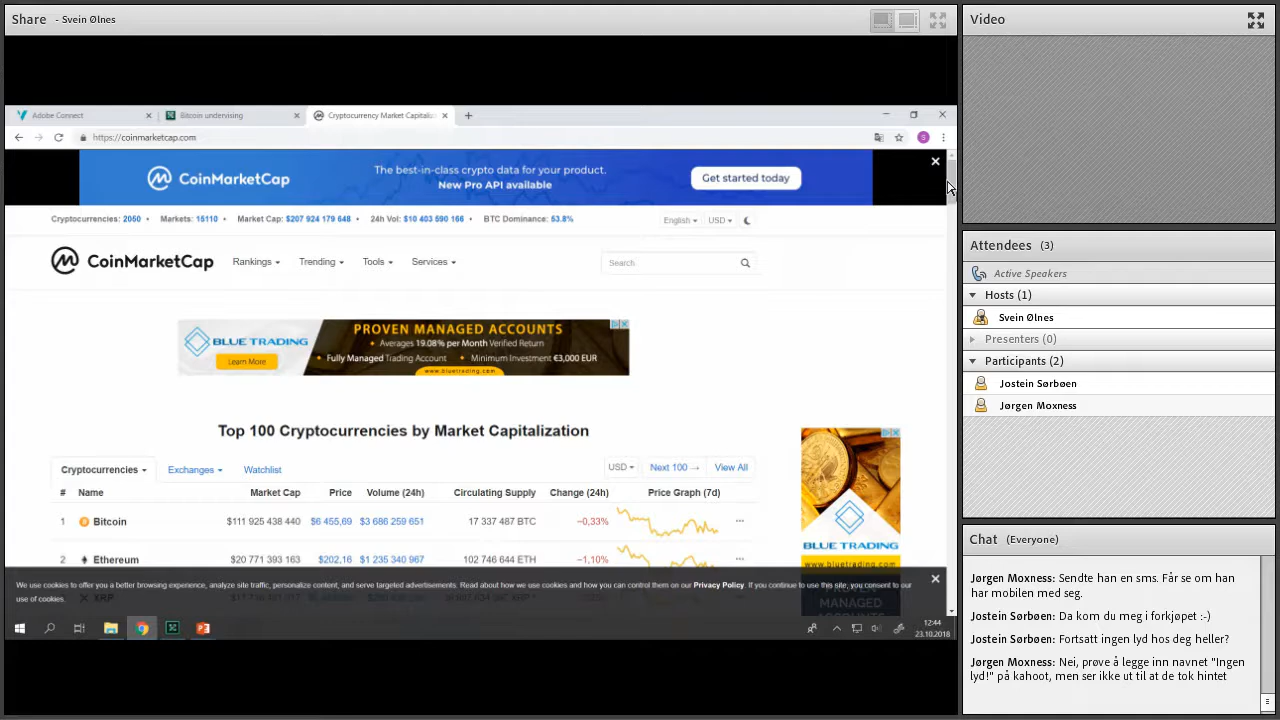 Share - Svein Ølnes
Adobe Connect
Bitcoin undervising
Cryptocurrency Market Capitaliz
https://coinmarketcap.com
CoinMarketCap
The best-in-class crypto data for your product.
New Pro API available
Get started today
Cryptocurrencies: 2050 • Markets: 15110 • Market Cap: $207 924 179 648 • 24h Vol: $10 403 590 166 • BTC Dominance: 53.8%
English USD
CoinMarketCap
Rankings Trending Tools Services
Search
BLUE TRADING
Learn More
PROVEN MANAGED ACCOUNTS
• Averages 19.08% per Month Verified Return
• Fully Managed Trading Account • Minimum Investment €3,000 EUR
www.bluetrading.com
Top 100 Cryptocurrencies by Market Capitalization
Cryptocurrencies Exchanges Watchlist
USD Next 100 → View All
# Name Market Cap Price Volume (24h) Circulating Supply Change (24h) Price Graph (7d)
1 Bitcoin $111 925 438 440 $6 455,69 $3 686 259 651 17 337 487 BTC −0,33%
2 Ethereum $20 771 393 163 $202,16 $1 235 340 967 102 746 644 ETH −1,10%
XRP
BLUE TRADING
www.bluetrading.com
PROVEN
MANAGED
ACCOUNTS
We use cookies to offer you a better browsing experience, analyze site traffic, personalize content, and serve targeted advertisements. Read about how we use cookies and how you can control them on our Privacy Policy. If you continue to use this site, you consent to our
use of cookies.
12:44
23.10.2018
Video
Attendees (3)
Active Speakers
Hosts (1)
Svein Ølnes
Presenters (0)
Participants (2)
Jostein Sørbøen
Jørgen Moxness
Chat (Everyone)
Jørgen Moxness: Sendte han en sms. Får se om han
har mobilen med seg.
Jostein Sørbøen: Da kom du meg i forkjøpet :-)
Jostein Sørbøen: Fortsatt ingen lyd hos deg heller?
Jørgen Moxness: Nei, prøve å legge inn navnet "Ingen
lyd!" på kahoot, men ser ikke ut til at de tok hintet